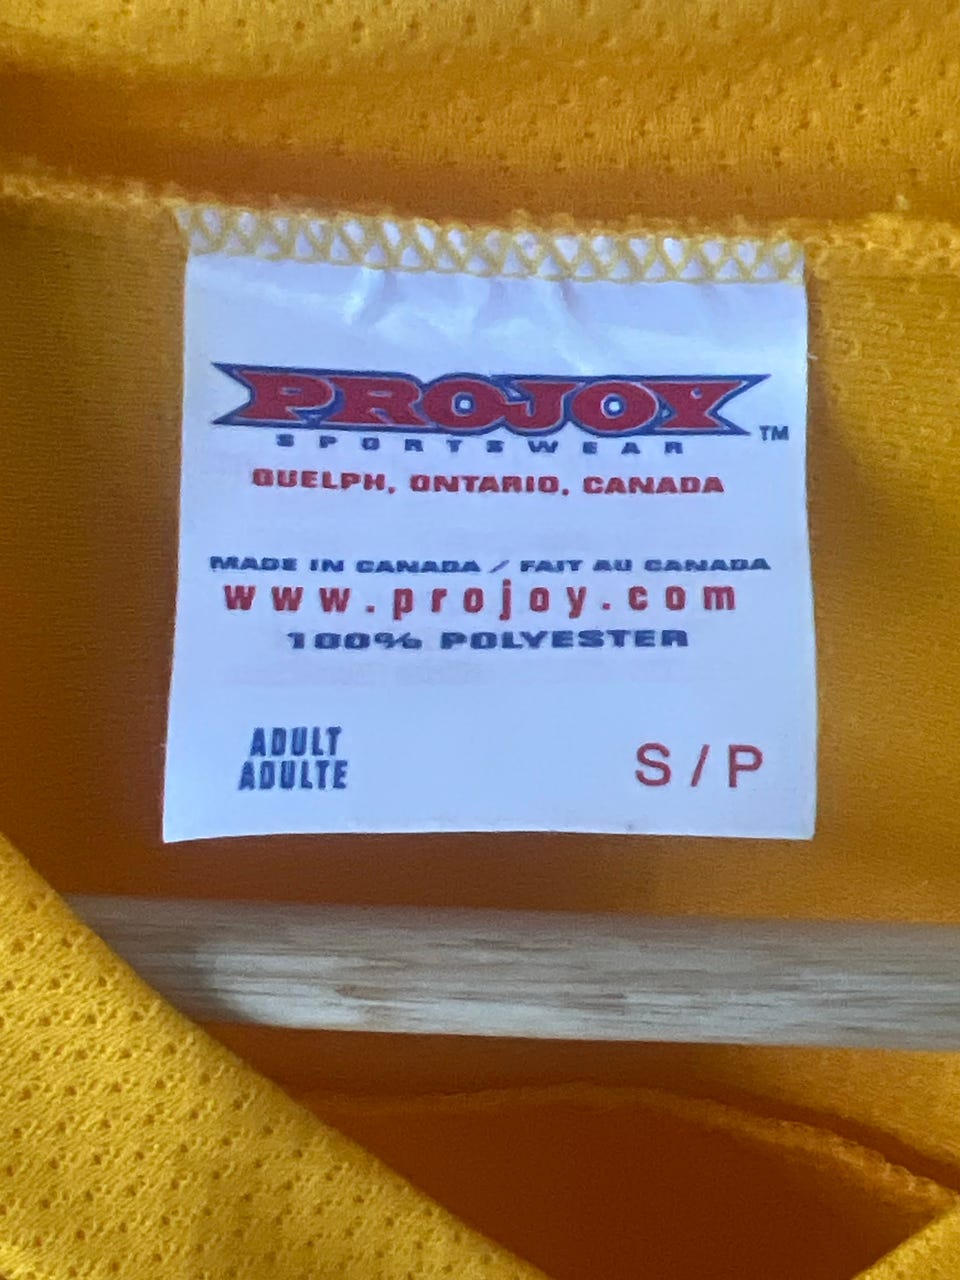 PROJOY TM
SPORTSWEAR
GUELPH, ONTARIO, CANADA
MADE IN CANADA / FAIT AU CANADA
www.projoy.com
100% POLYESTER
ADULT
ADULTE
S / P